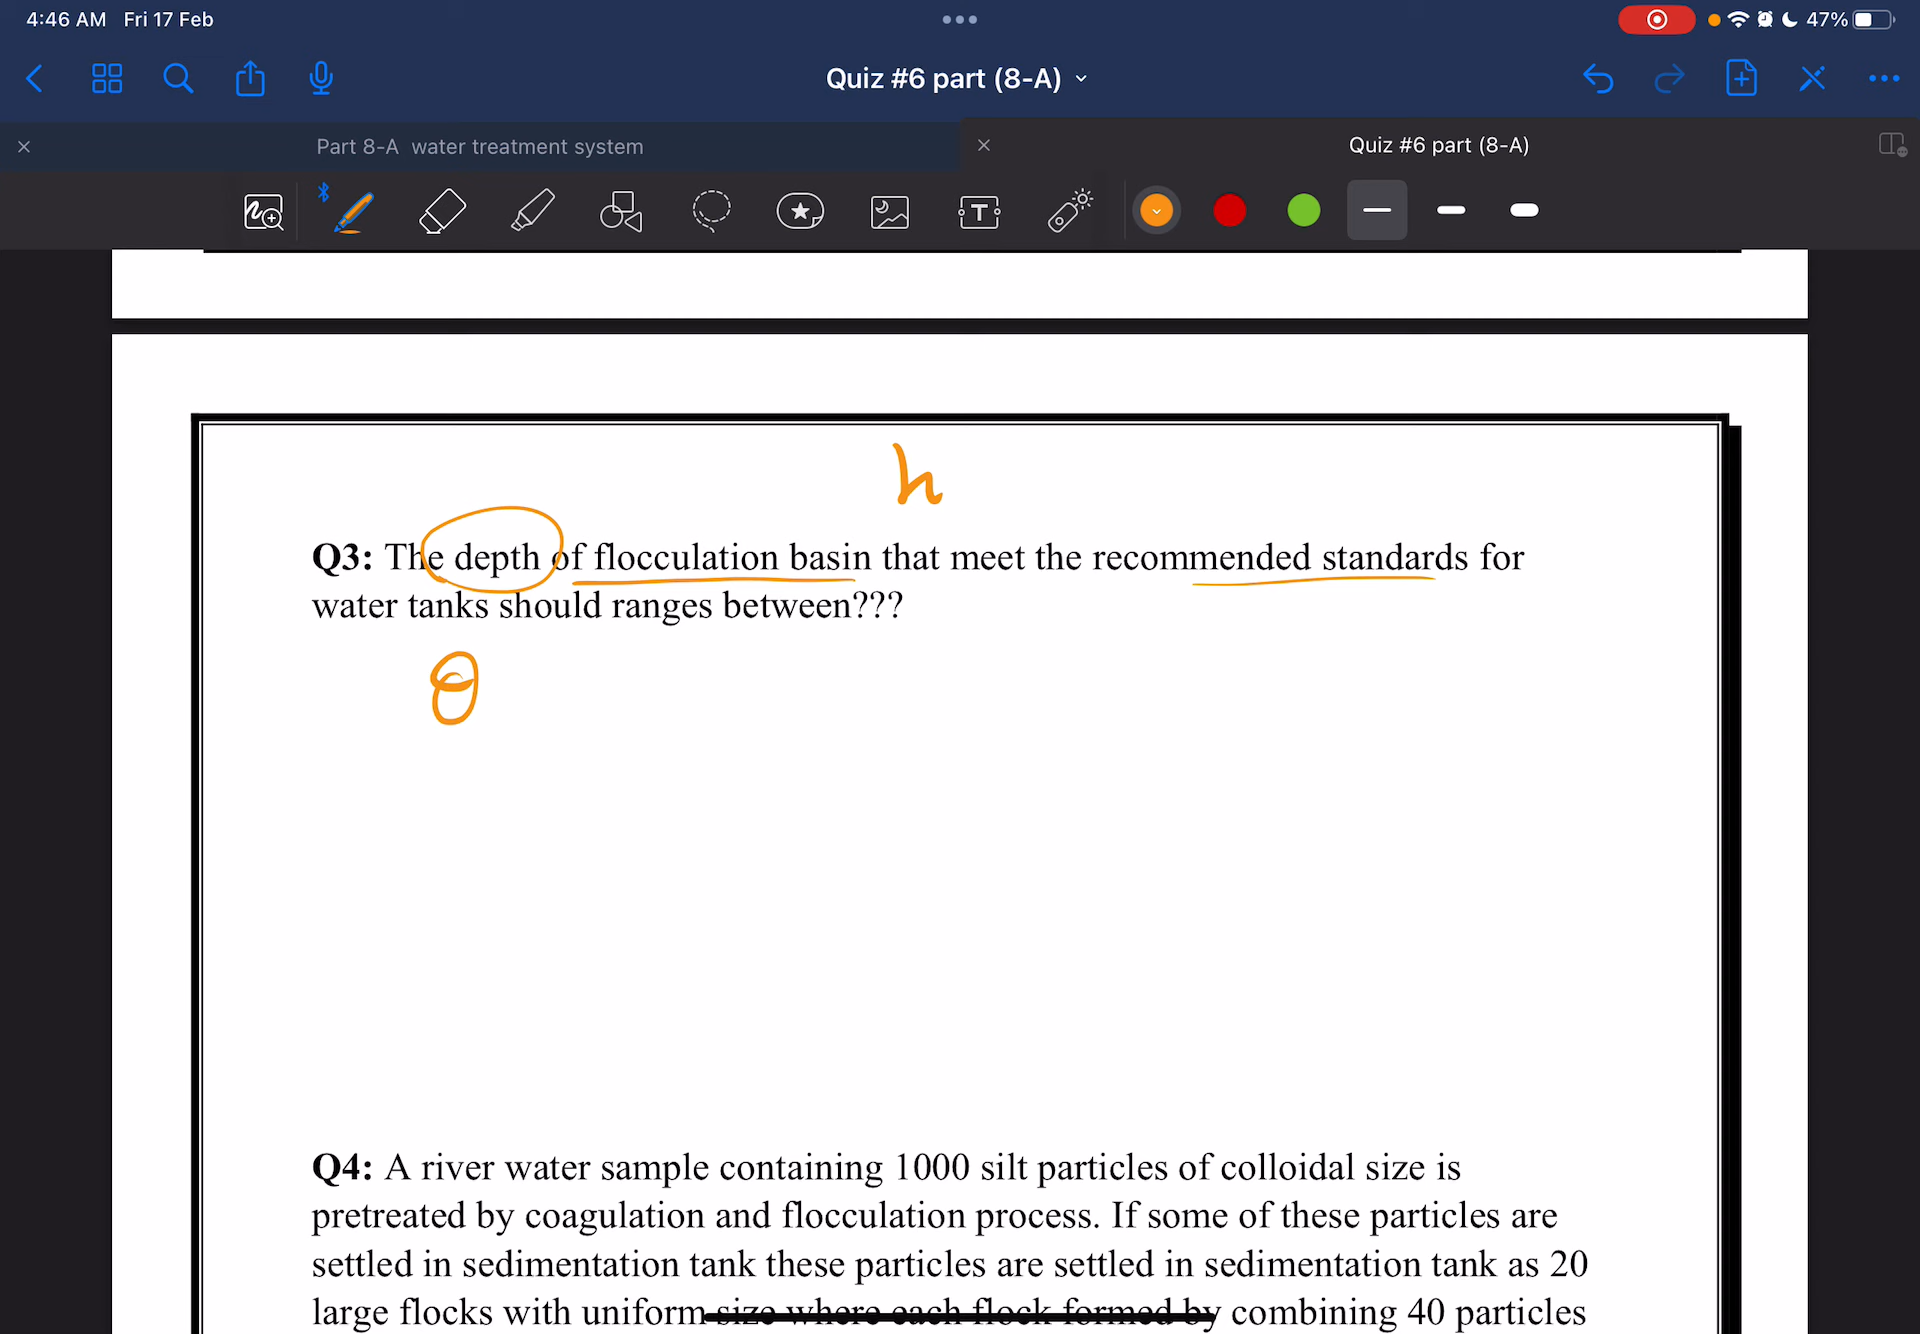 4:46 AM Fri 17 Feb
47%
Quiz #6 part (8-A)
Part 8-A water treatment system
Quiz #6 part (8-A)
T
h
Q3: The depth of flocculation basin that meet the recommended standards for
water tanks should ranges between???
θ
Q4: A river water sample containing 1000 silt particles of colloidal size is
pretreated by coagulation and flocculation process. If some of these particles are
settled in sedimentation tank these particles are settled in sedimentation tank as 20
large flocks with uniform size where each flock formed by combining 40 particles